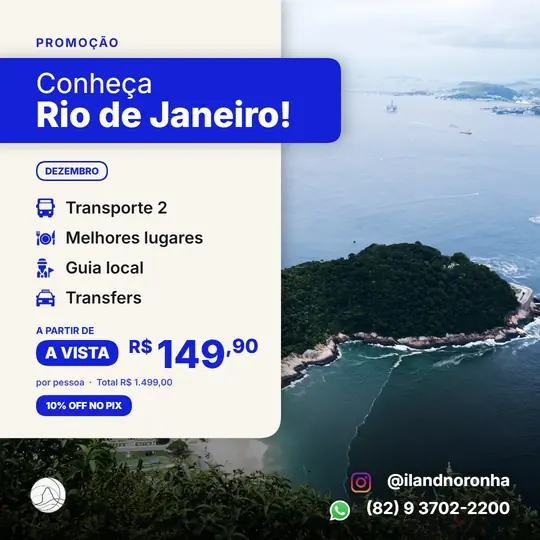 PROMOÇÃO
Conheça
Rio de Janeiro!
DEZEMBRO
Transporte 2
Melhores lugares
Guia local
Transfers
A PARTIR DE
A VISTA R$ 149,90
por pessoa · Total R$ 1.499,00
10% OFF NO PIX
@ilandnoronha
(82) 9 3702-2200